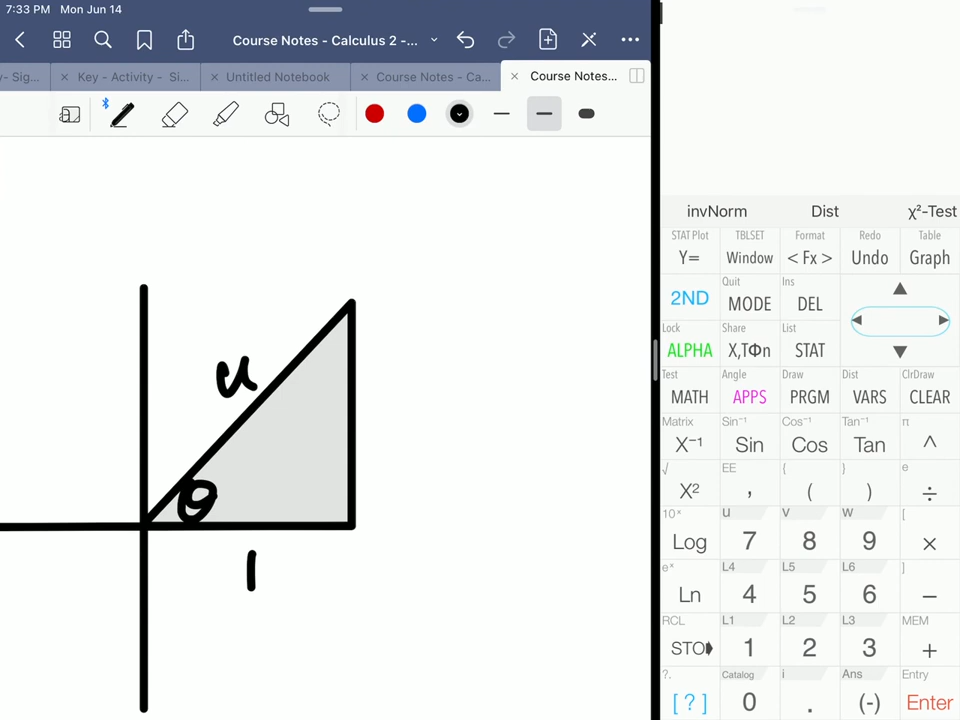 7:33 PM Mon Jun 14
Course Notes - Calculus 2 -...
y- Sig...
Key - Activity - Si...
Untitled Notebook
Course Notes - Ca...
Course Notes...
u
θ
1
invNorm Dist χ²-Test
STAT Plot TBLSET Format Redo Table
Y= Window < Fx > Undo Graph
Quit Ins
2ND MODE DEL
Lock Share List
ALPHA X,TΦn STAT
Test Angle Draw Dist ClrDraw
MATH APPS PRGM VARS CLEAR
Matrix Sin⁻¹ Cos⁻¹ Tan⁻¹ π
X⁻¹ Sin Cos Tan ^
√ EE { } e
X² , ( ) ÷
10ˣ u v w [
Log 7 8 9 ×
eˣ L4 L5 L6 ]
Ln 4 5 6 −
RCL L1 L2 L3 MEM
STO 1 2 3 +
?. Catalog i Ans Entry
[ ? ] 0 . (-) Enter